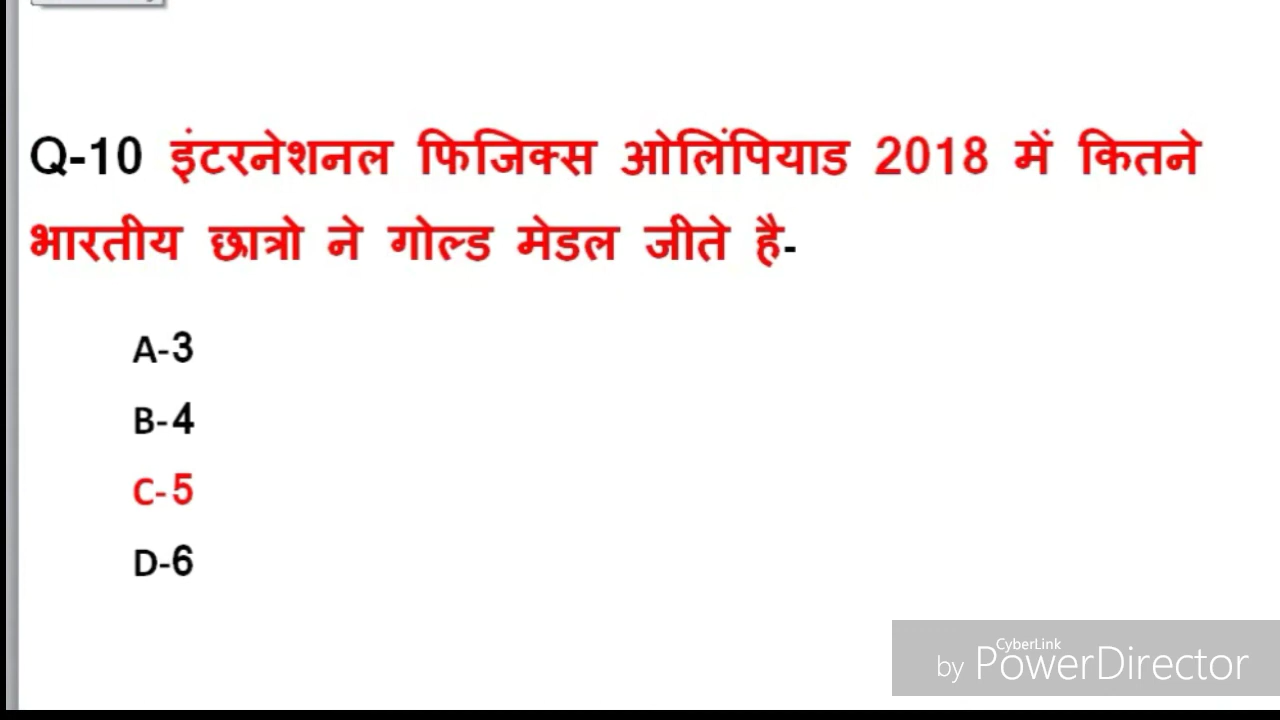 Q-10 इंटरनेशनल फिजिक्स ओलिंपियाड 2018 में कितने
भारतीय छात्रो ने गोल्ड मेडल जीते है-
A-3
B-4
C-5
D-6
CyberLink
by PowerDirector